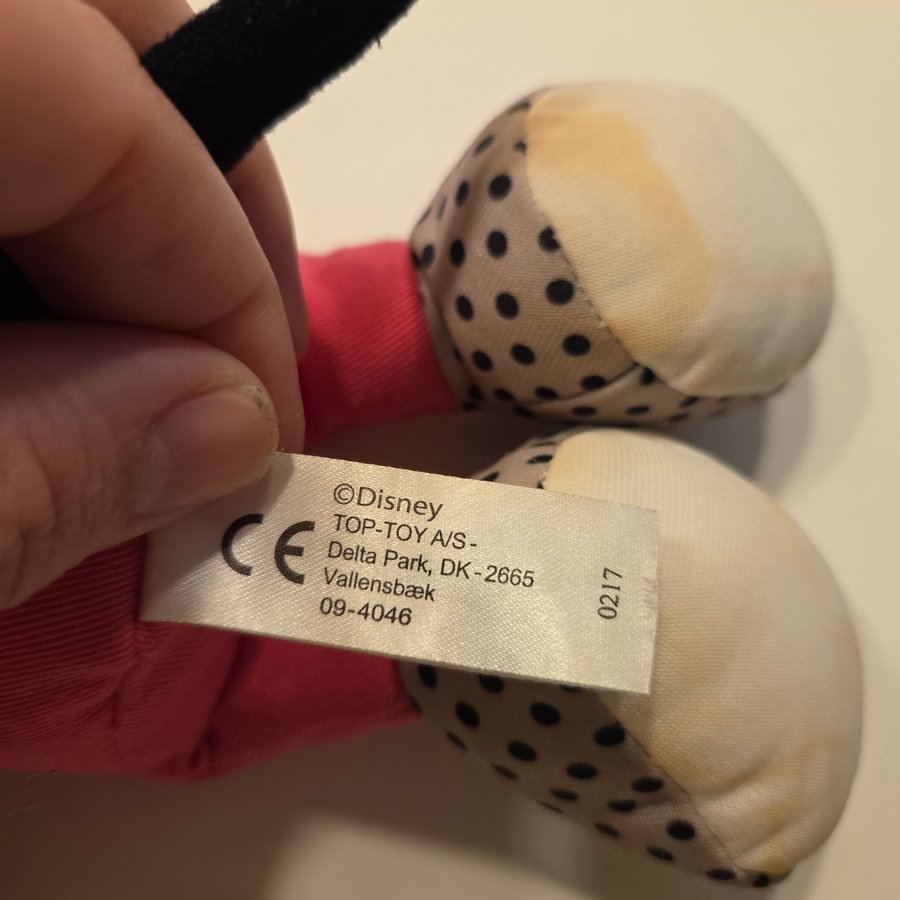 ©Disney
CE TOP-TOY A/S-
Delta Park, DK-2665
Vallensbæk
09-4046
0217